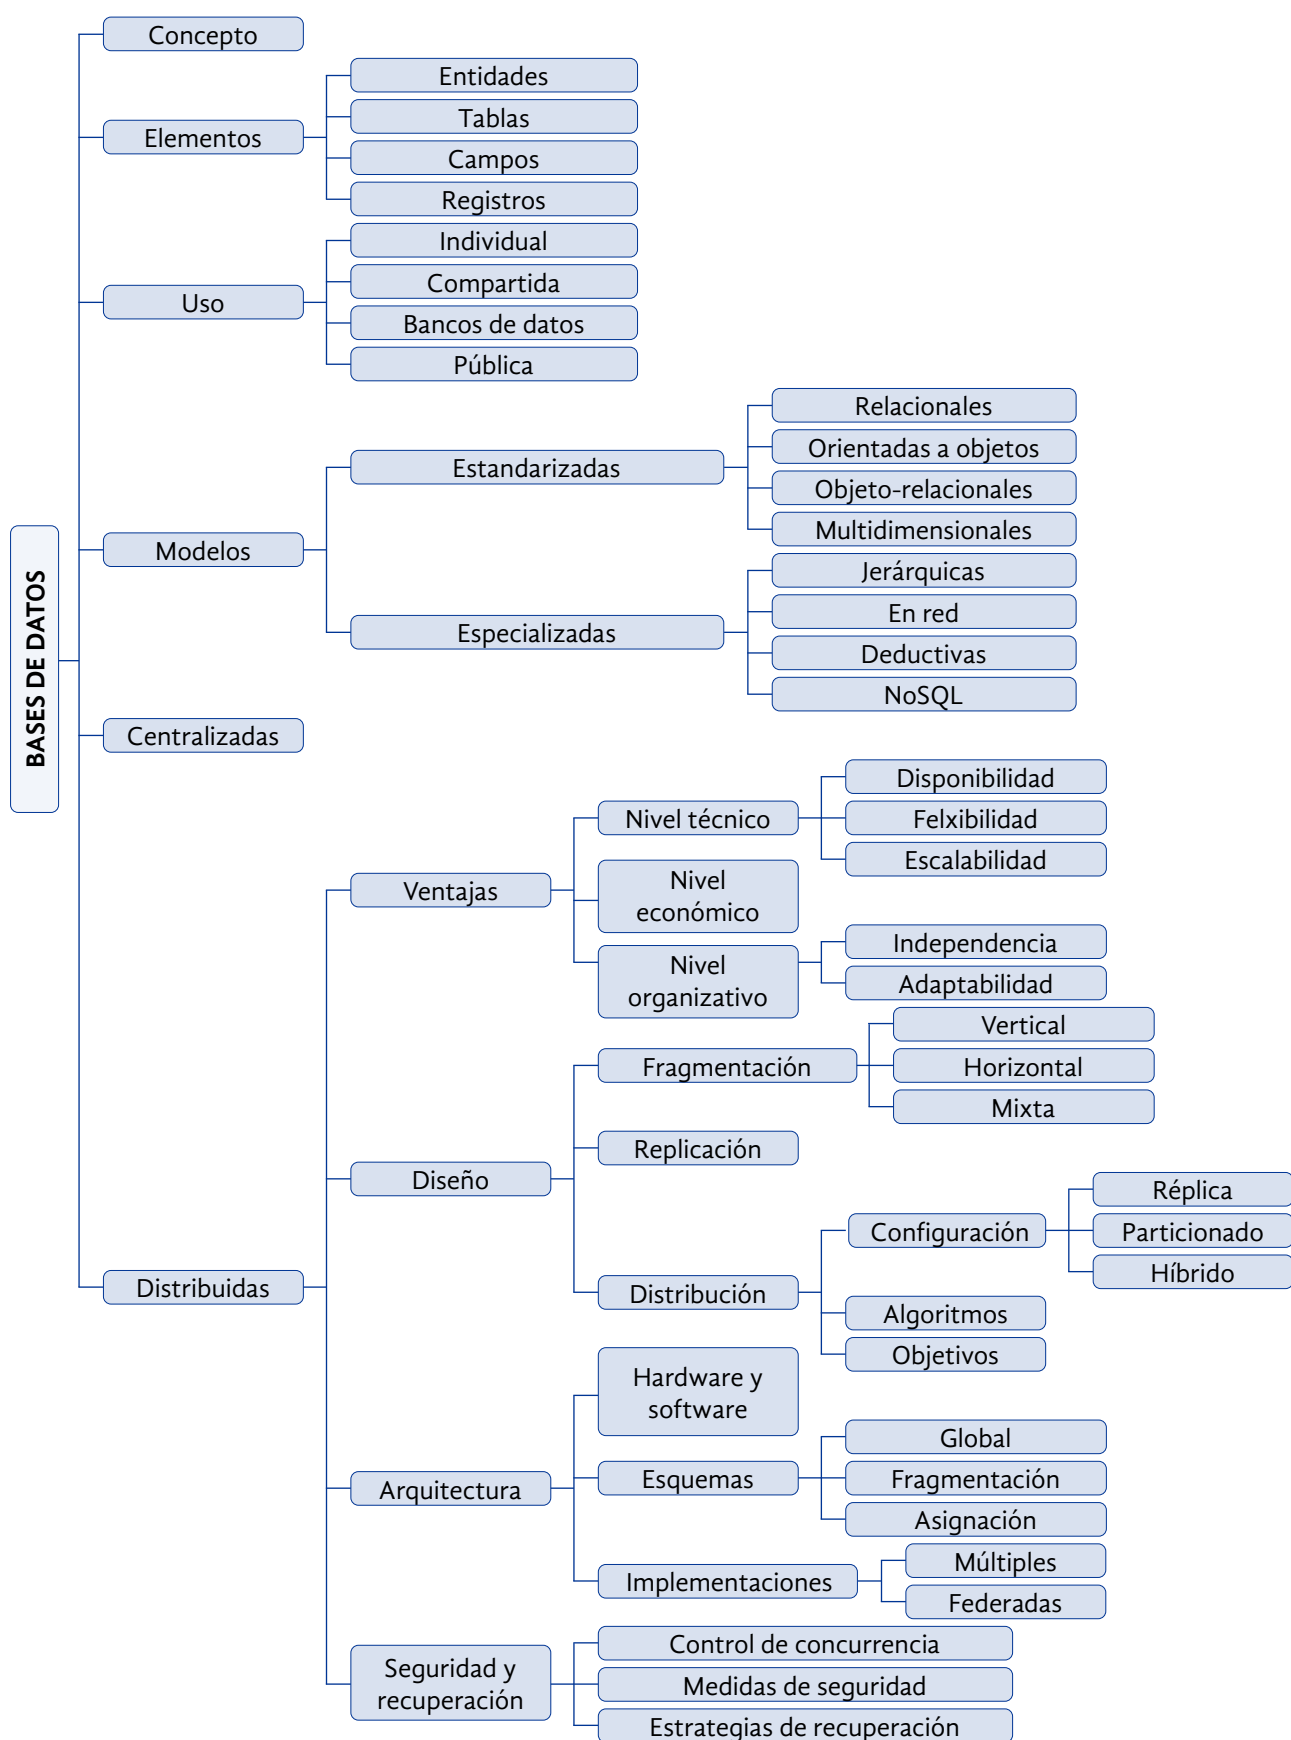 BASES DE DATOS
Concepto
Elementos
Entidades
Tablas
Campos
Registros
Uso
Individual
Compartida
Bancos de datos
Pública
Modelos
Estandarizadas
Relacionales
Orientadas a objetos
Objeto-relacionales
Multidimensionales
Especializadas
Jerárquicas
En red
Deductivas
NoSQL
Centralizadas
Distribuidas
Ventajas
Nivel técnico
Disponibilidad
Felxibilidad
Escalabilidad
Nivel
económico
Nivel
organizativo
Independencia
Adaptabilidad
Diseño
Fragmentación
Vertical
Horizontal
Mixta
Replicación
Distribución
Configuración
Réplica
Particionado
Híbrido
Algoritmos
Objetivos
Arquitectura
Hardware y
software
Esquemas
Global
Fragmentación
Asignación
Implementaciones
Múltiples
Federadas
Seguridad y
recuperación
Control de concurrencia
Medidas de seguridad
Estrategias de recuperación